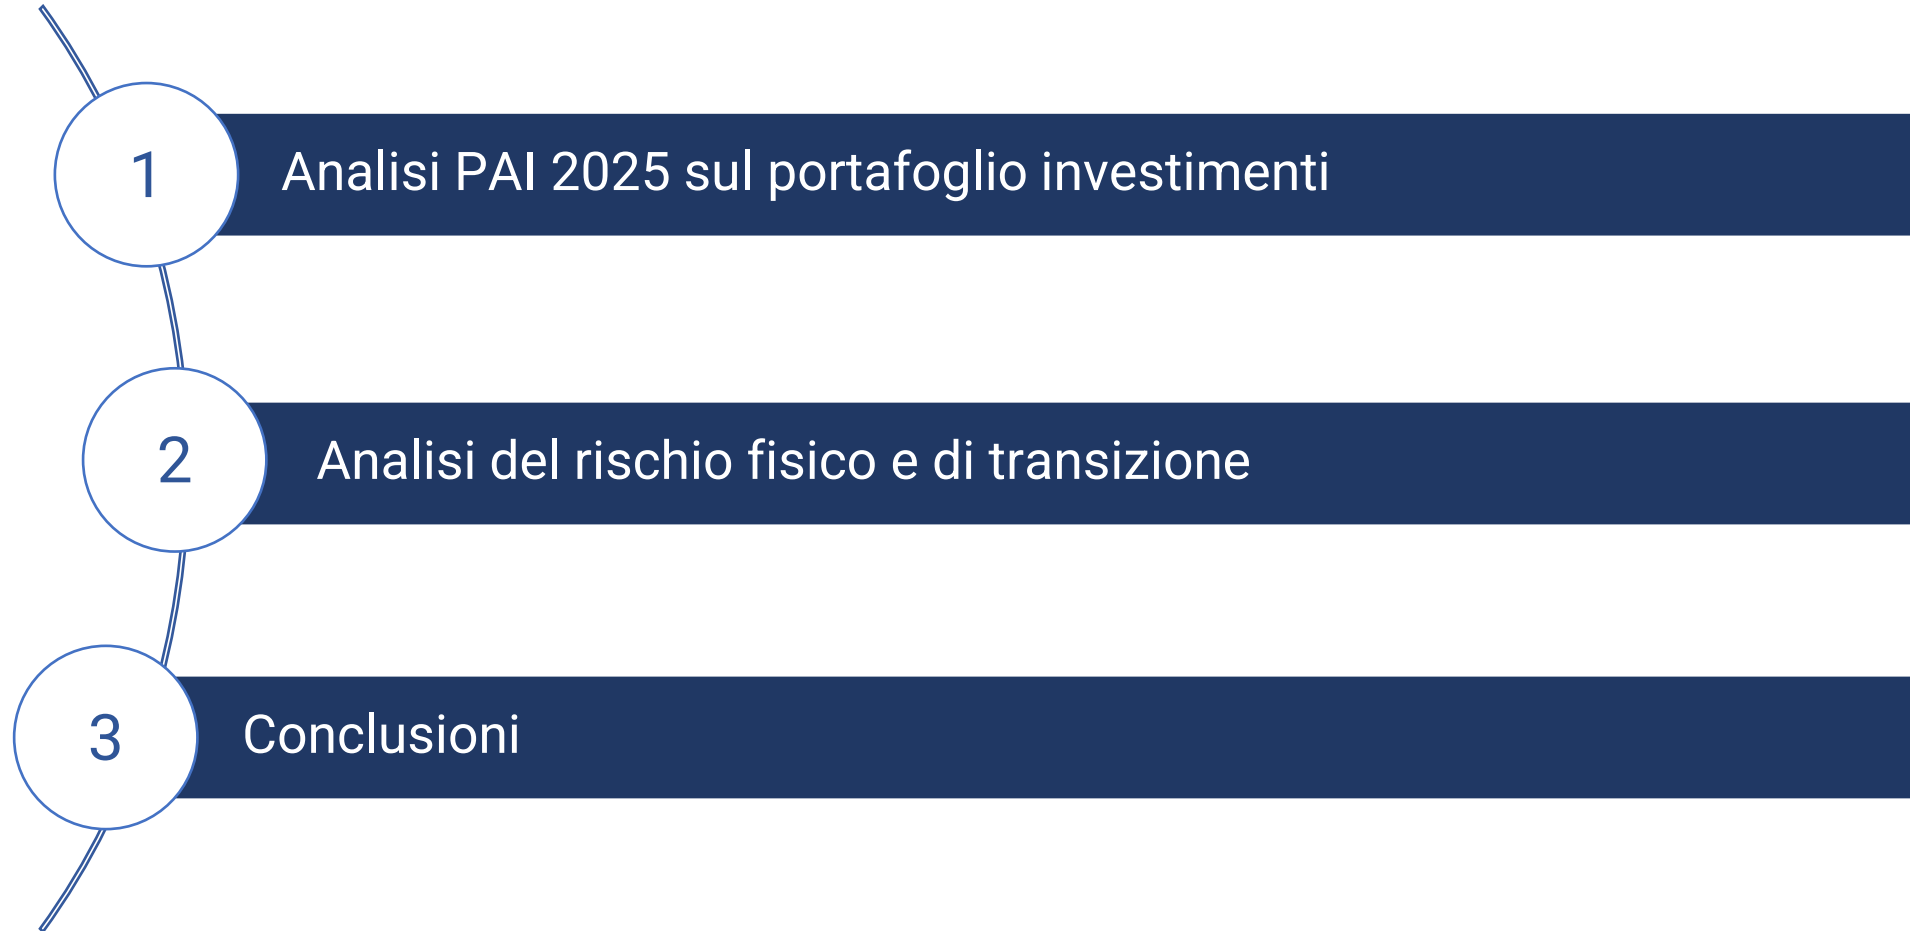 1
Analisi PAI 2025 sul portafoglio investimenti
2
Analisi del rischio fisico e di transizione
3
Conclusioni